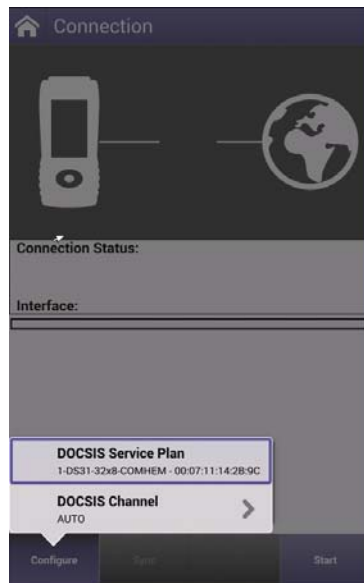 Connection
Connection Status:
Interface:
DOCSIS Service Plan
1-DS31-32x8-COMHEM - 00:07:11:14:2B:9C
DOCSIS Channel
AUTO
Configure
Sync
Start